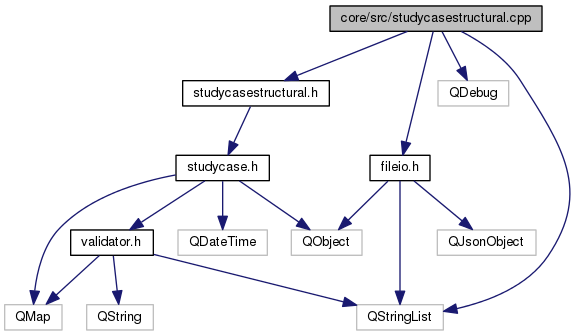 core/src/studycasestructural.cpp
studycasestructural.h
QDebug
studycase.h
fileio.h
validator.h
QDateTime
QObject
QJsonObject
QMap
QString
QStringList